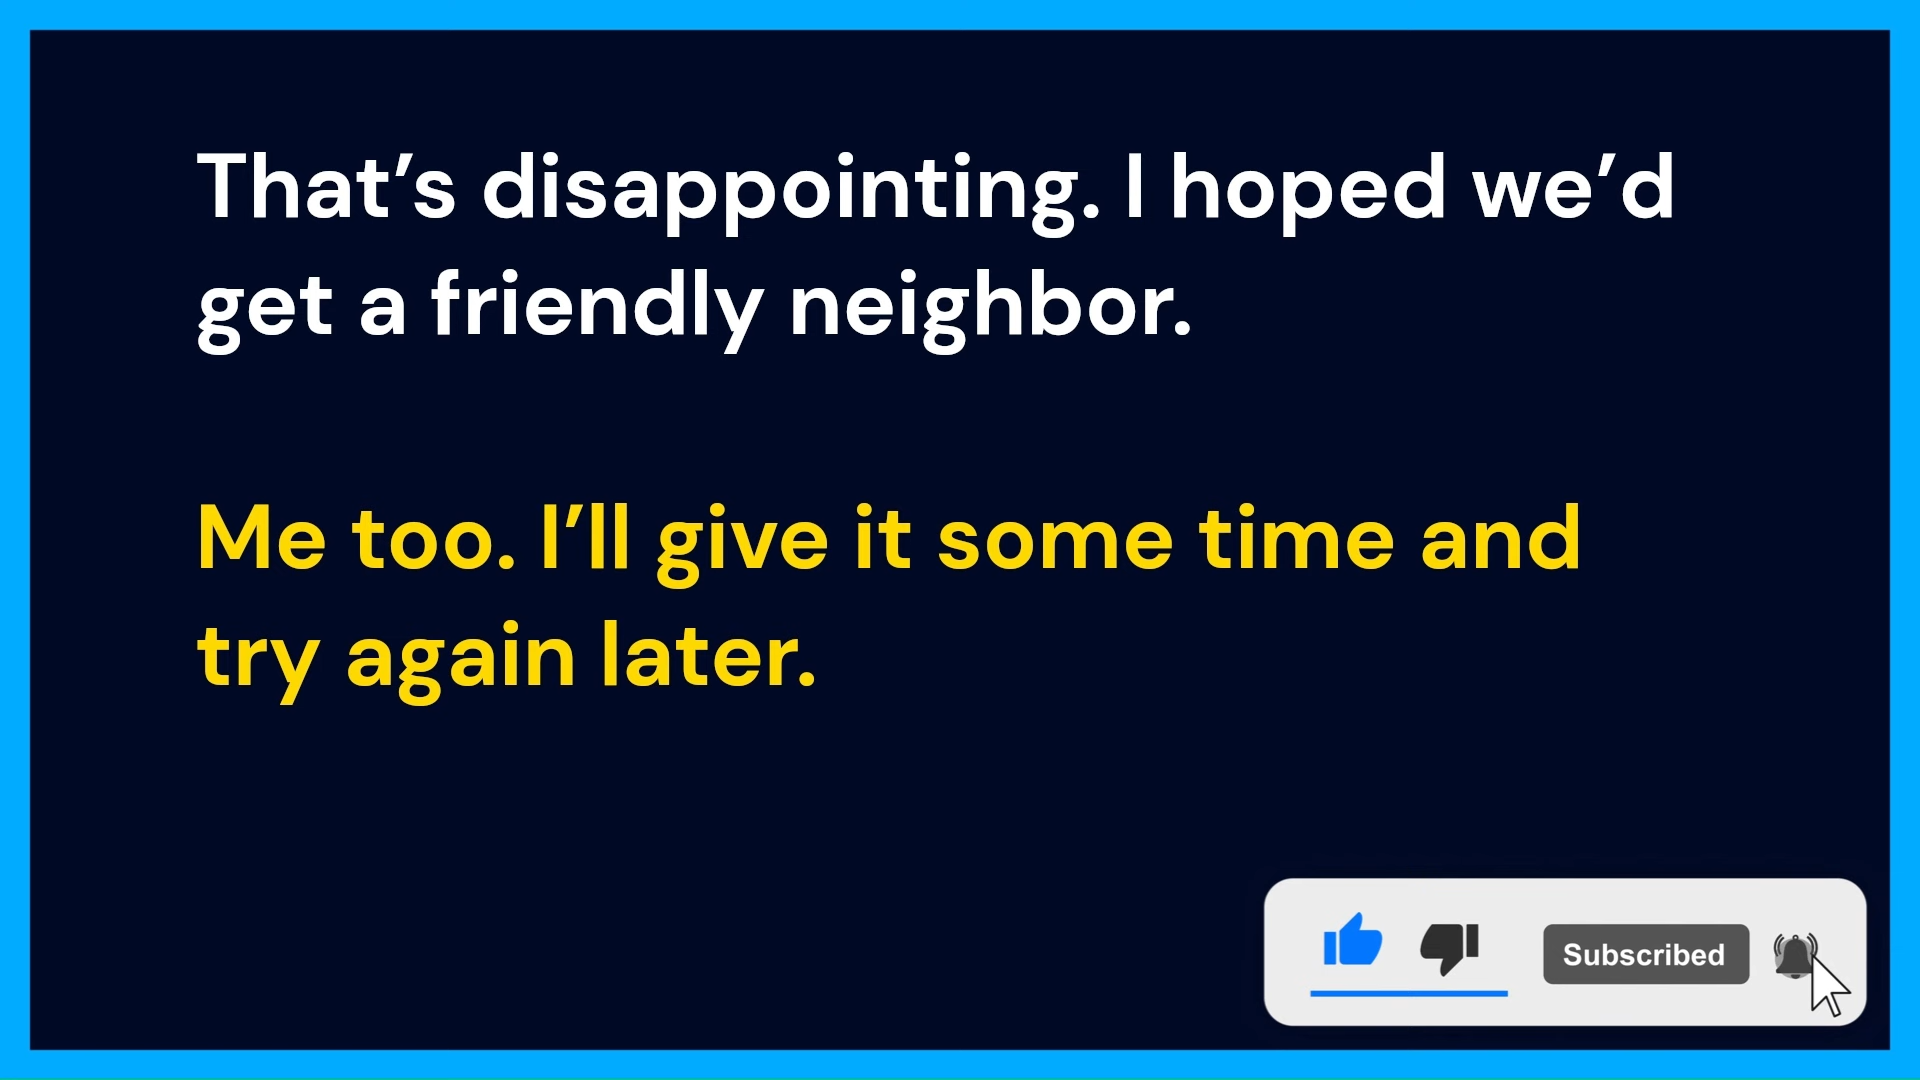 That’s disappointing. I hoped we’d
get a friendly neighbor.
Me too. I’ll give it some time and
try again later.
Subscribed